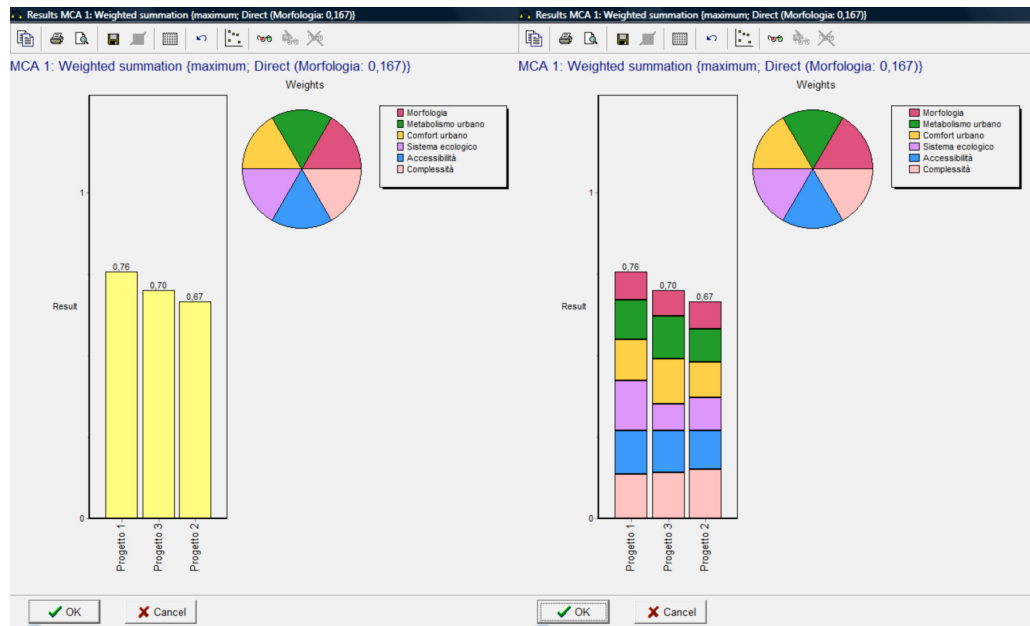 Results MCA 1: Weighted summation {maximum; Direct (Morfologia: 0,167)}
MCA 1: Weighted summation {maximum; Direct (Morfologia: 0,167)}
Weights
Morfologia
Metabolismo urbano
Comfort urbano
Sistema ecologico
Accessibilità
Complessità
1
0,76
0,70
0,67
Result
0
Progetto 1
Progetto 3
Progetto 2
OK
Cancel
Results MCA 1: Weighted summation {maximum; Direct (Morfologia: 0,167)}
MCA 1: Weighted summation {maximum; Direct (Morfologia: 0,167)}
Weights
Morfologia
Metabolismo urbano
Comfort urbano
Sistema ecologico
Accessibilità
Complessità
1
0,76
0,70
0,67
Result
0
Progetto 1
Progetto 3
Progetto 2
OK
Cancel